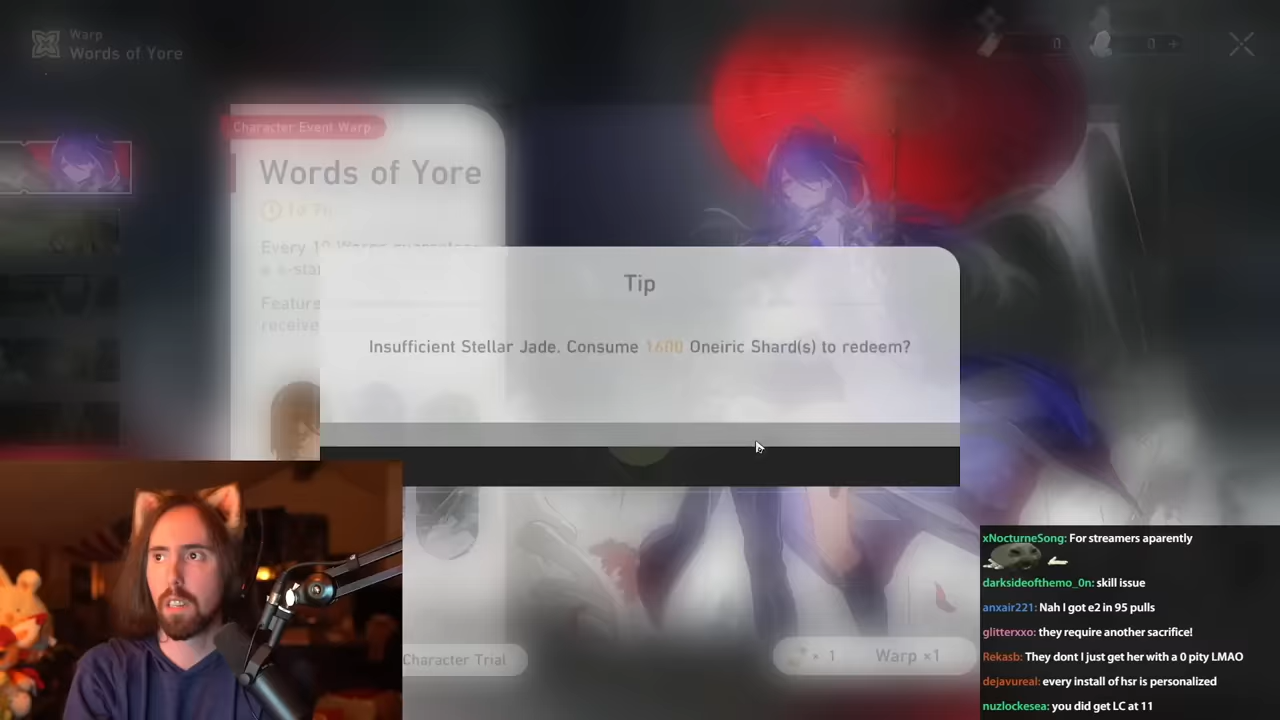 Warp
Words of Yore
0
0
Character Event Warp
Words of Yore
Every 10 Warps
Tip
Insufficient Stellar Jade. Consume 1600 Oneiric Shard(s) to redeem?
Character Trial
× 1
Warp ×1
xNocturneSong: For streamers aparently
darksideofthemo_0n: skill issue
anxair221: Nah I got e2 in 95 pulls
glitterxxo: they require another sacrifice!
Rekasb: They dont I just get her with a 0 pity LMAO
dejavureal: every install of hsr is personalized
nuzlockesea: you did get LC at 11